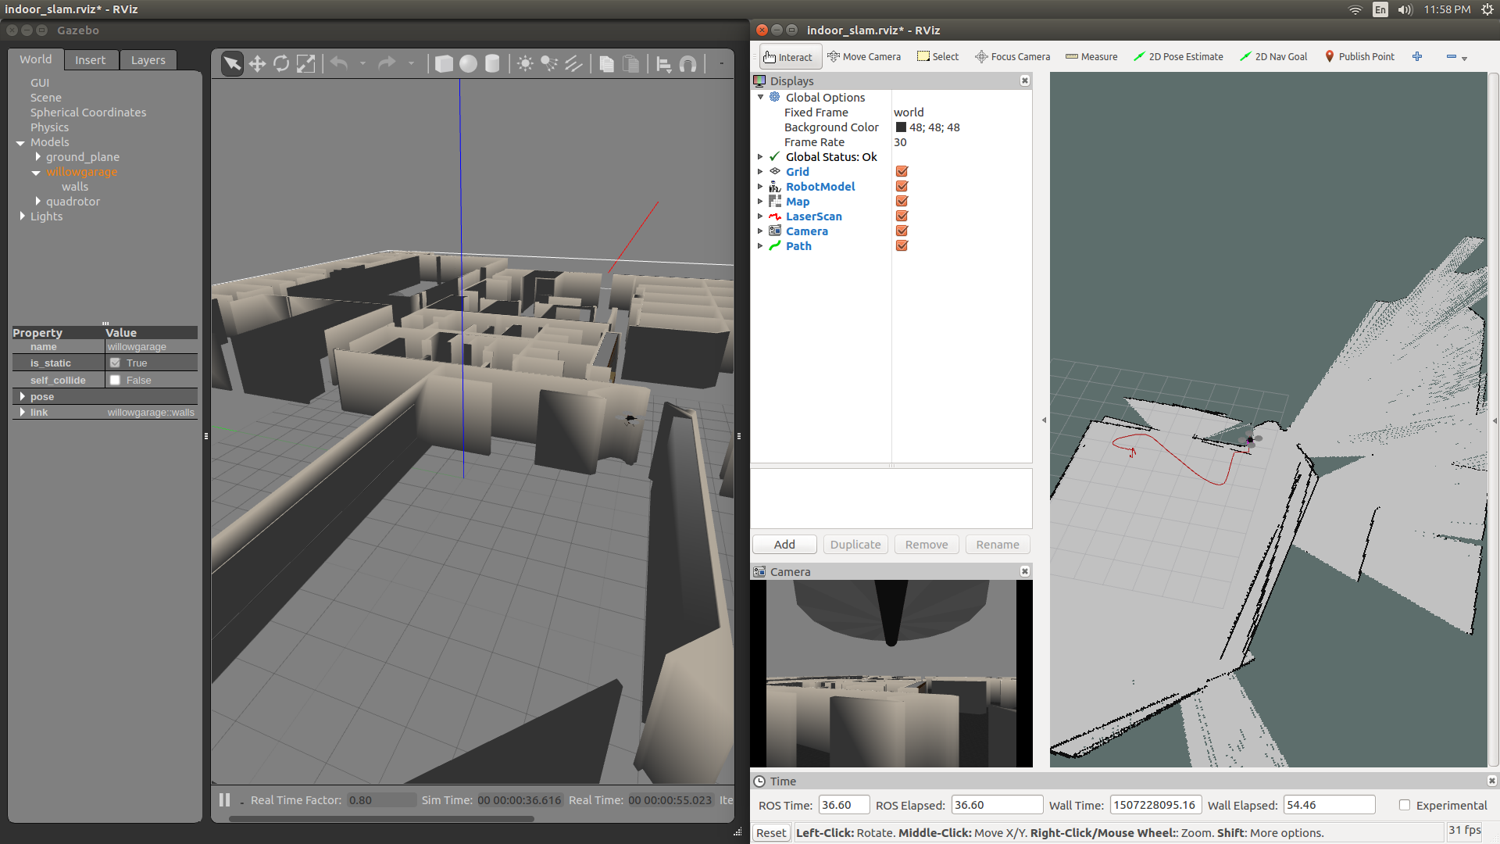 indoor_slam.rviz* - RViz
En
11:58 PM
Gazebo
World
Insert
Layers
GUI
Scene
Spherical Coordinates
Physics
Models
ground_plane
willowgarage
walls
quadrotor
Lights
Property
Value
name
willowgarage
is_static
True
self_collide
False
pose
link
willowgarage::walls
Real Time Factor:
0.80
Sim Time:
00 00:00:36.616
Real Time:
00 00:00:55.023
Ite
indoor_slam.rviz* - RViz
Interact
Move Camera
Select
Focus Camera
Measure
2D Pose Estimate
2D Nav Goal
Publish Point
Displays
Global Options
Fixed Frame
world
Background Color
48; 48; 48
Frame Rate
30
Global Status: Ok
Grid
RobotModel
Map
LaserScan
Camera
Path
Add
Duplicate
Remove
Rename
Camera
Time
ROS Time:
36.60
ROS Elapsed:
36.60
Wall Time:
1507228095.16
Wall Elapsed:
54.46
Experimental
Reset
Left-Click: Rotate. Middle-Click: Move X/Y. Right-Click/Mouse Wheel:: Zoom. Shift: More options.
31 fps